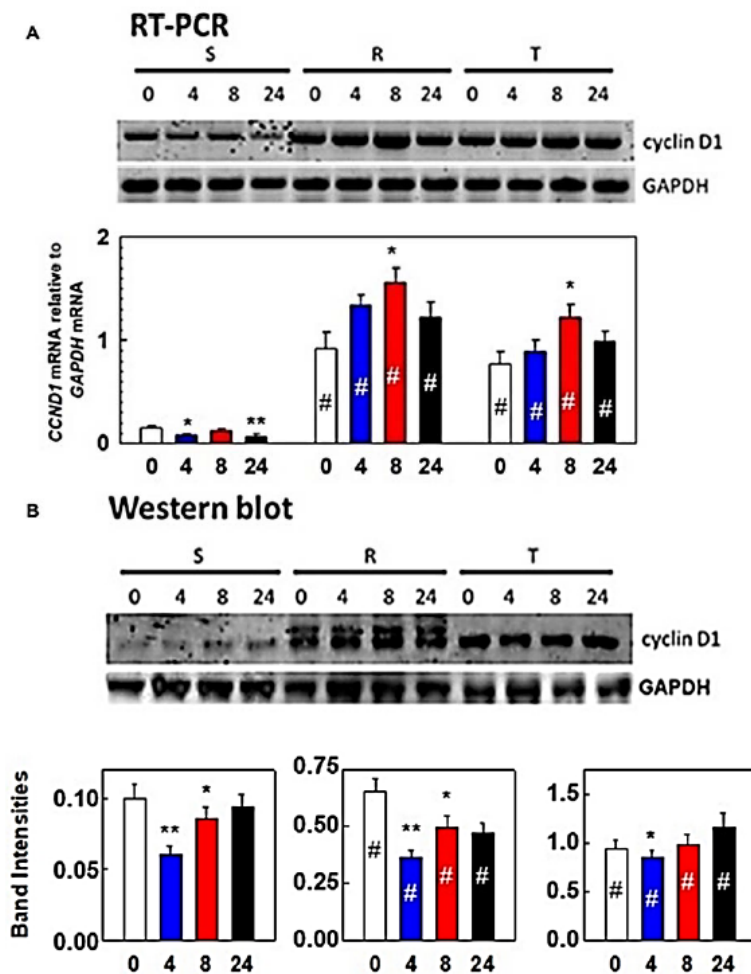 A RT-PCR
S R T
0 4 8 24 0 4 8 24 0 4 8 24
cyclin D1
GAPDH
CCND1 mRNA relative to
GAPDH mRNA
2
1
0
* ** * *
# # # # # # # #
0 4 8 24 0 4 8 24 0 4 8 24
B Western blot
S R T
0 4 8 24 0 4 8 24 0 4 8 24
cyclin D1
GAPDH
Band Intensities
0.10
0.05
0.00
** *
0 4 8 24
0.75
0.50
0.25
0.00
** *
# # # #
0 4 8 24
1.5
1.0
0.5
0.0
*
# # # #
0 4 8 24